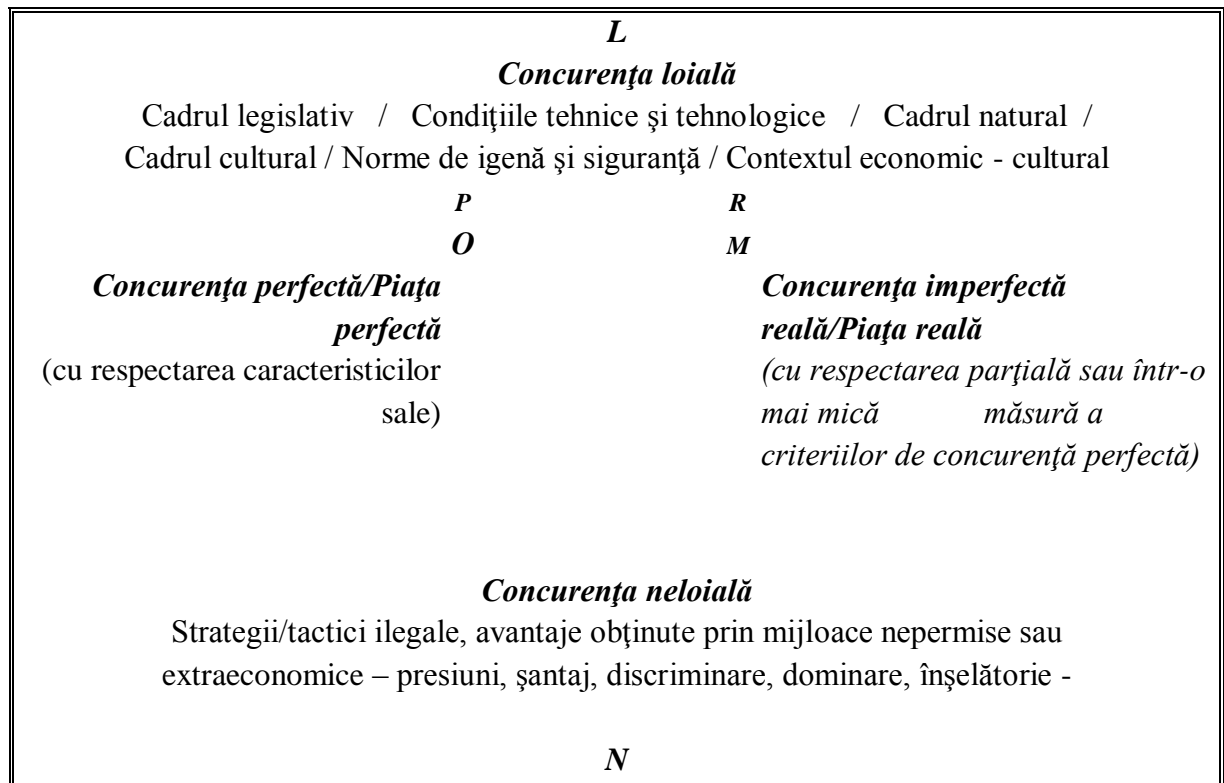 L
Concurenţa loială
Cadrul legislativ / Condiţiile tehnice şi tehnologice / Cadrul natural /
Cadrul cultural / Norme de igenă şi siguranţă / Contextul economic - cultural
P R
O M
Concurenţa perfectă/Piaţa
perfectă
(cu respectarea caracteristicilor
sale)
Concurenţa imperfectă
reală/Piaţa reală
(cu respectarea parţială sau într-o
mai mică măsură a
criteriilor de concurenţă perfectă)
Concurenţa neloială
Strategii/tactici ilegale, avantaje obţinute prin mijloace nepermise sau
extraeconomice – presiuni, şantaj, discriminare, dominare, înşelătorie -
N